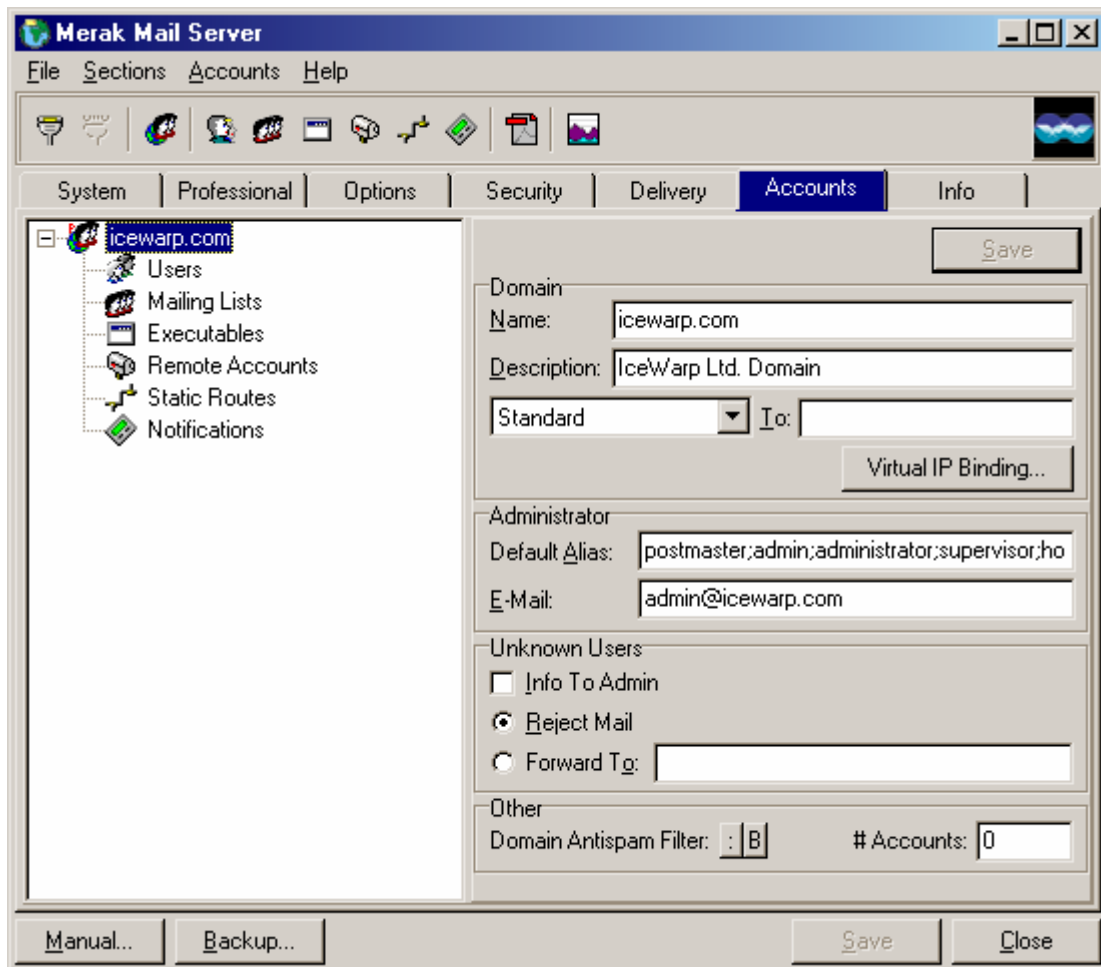 Merak Mail Server
File Sections Accounts Help
System Professional Options Security Delivery Accounts Info
icewarp.com
Users
Mailing Lists
Executables
Remote Accounts
Static Routes
Notifications
Save
Domain
Name: icewarp.com
Description: IceWarp Ltd. Domain
Standard To:
Virtual IP Binding...
Administrator
Default Alias: postmaster;admin;administrator;supervisor;ho
E-Mail: admin@icewarp.com
Unknown Users
Info To Admin
Reject Mail
Forward To:
Other
Domain Antispam Filter: : B # Accounts: 0
Manual... Backup... Save Close